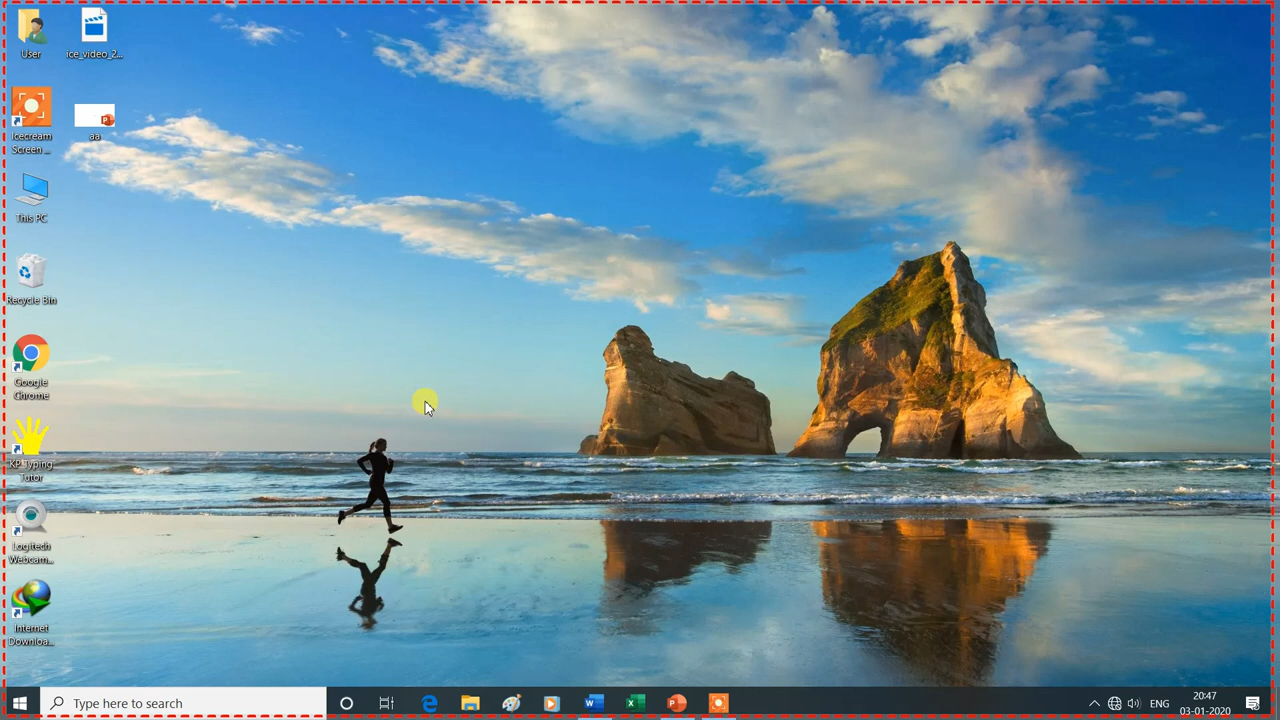 User
ice_video_2...
Icecream
Screen ...
aa
This PC
Recycle Bin
Google
Chrome
KP Typing
Tutor
Logitech
Webcam...
Internet
Downloa...
Type here to search
ENG
20:47
03-01-2020